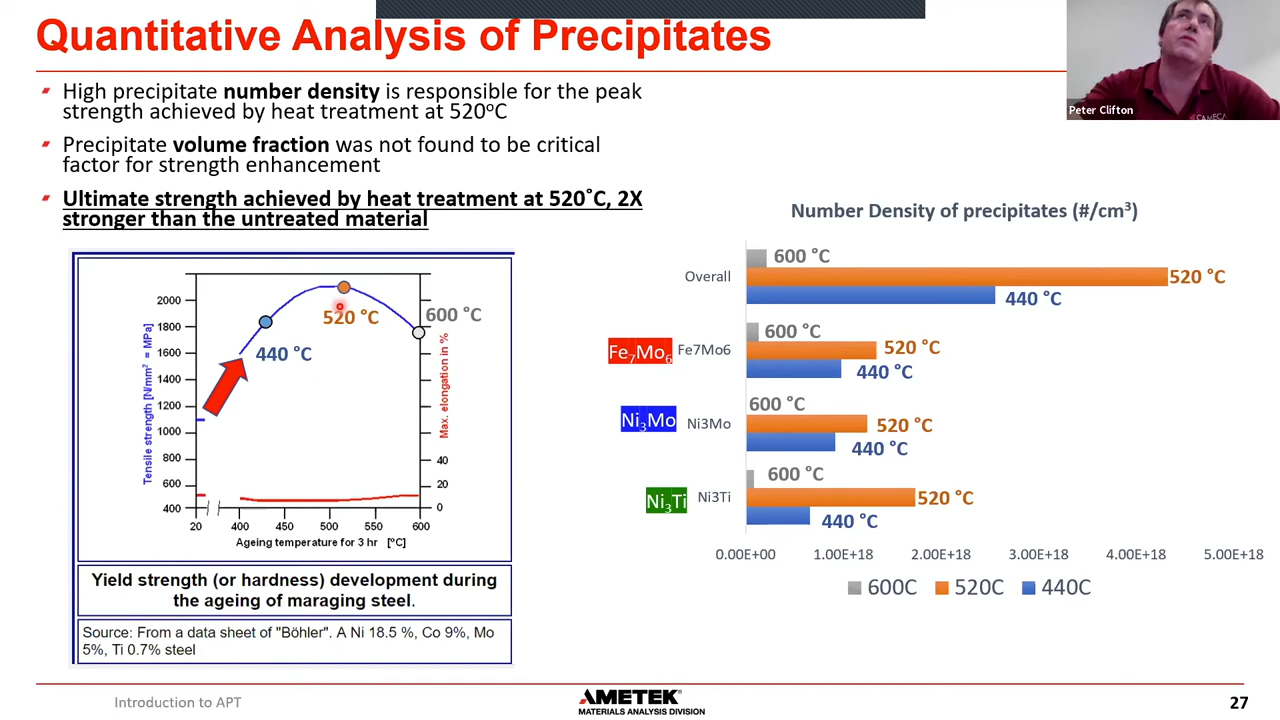 Quantitative Analysis of Precipitates
High precipitate number density is responsible for the peak
strength achieved by heat treatment at 520°C
Precipitate volume fraction was not found to be critical
factor for strength enhancement
Ultimate strength achieved by heat treatment at 520˚C, 2X
stronger than the untreated material
Peter Clifton
CAMECA
Tensile strength [N/mm² = MPa]
2000
1800
1600
1400
1200
1000
800
600
400
440 °C
520 °C
600 °C
Max. elongation in %
40
20
0
20
400
450
500
550
600
Ageing temperature for 3 hr [°C]
Yield strength (or hardness) development during
the ageing of maraging steel.
Source: From a data sheet of "Böhler". A Ni 18.5 %, Co 9%, Mo
5%, Ti 0.7% steel
Number Density of precipitates (#/cm³)
Overall
600 °C
520 °C
440 °C
Fe₇Mo₆
Fe7Mo6
600 °C
520 °C
440 °C
Ni₃Mo
Ni3Mo
600 °C
520 °C
440 °C
Ni₃Ti
Ni3Ti
600 °C
520 °C
440 °C
0.00E+00 1.00E+18 2.00E+18 3.00E+18 4.00E+18 5.00E+18
600C 520C 440C
Introduction to APT
AMETEK®
MATERIALS ANALYSIS DIVISION
27